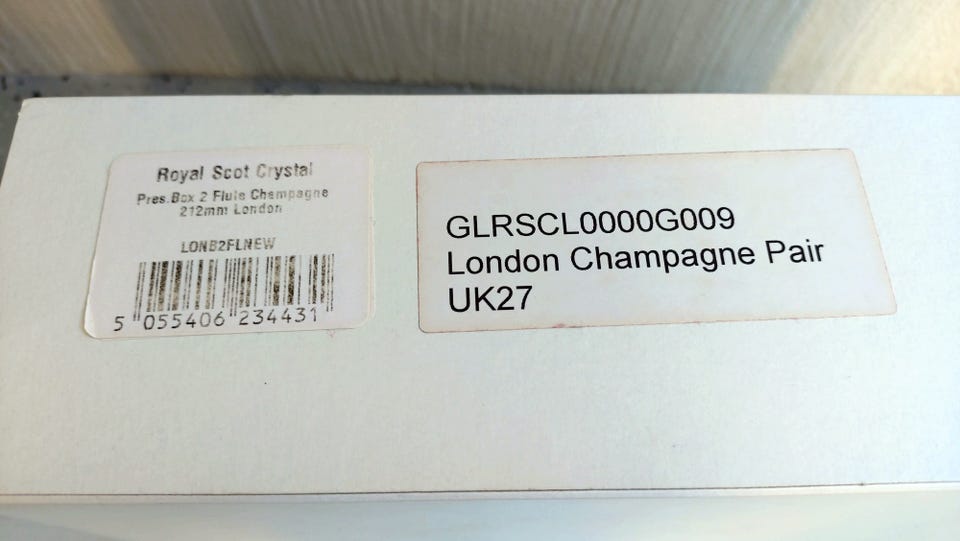 Royal Scot Crystal
Pres.Box 2 Flute Champagne
212mm London
LONB2FLNEW
5 055406 234431
GLRSCL0000G009
London Champagne Pair
UK27